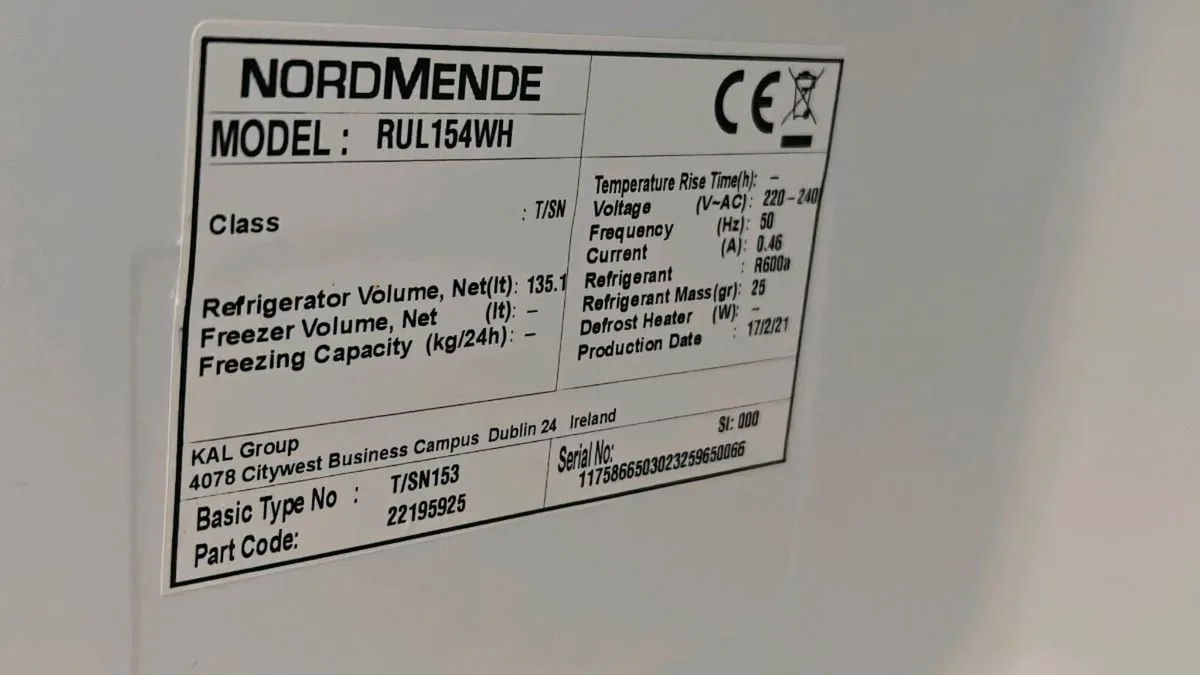 NORDMENDE
MODEL : RUL154WH
CE
Class : T/SN
Refrigerator Volume, Net(lt): 135.1
Freezer Volume, Net (lt): -
Freezing Capacity (kg/24h): -
Temperature Rise Time(h): -
Voltage (V~AC): 220-240
Frequency (Hz): 50
Current (A): 0.46
Refrigerant : R600a
Refrigerant Mass(gr): 25
Defrost Heater (W): -
Production Date : 17/2/21
KAL Group
4078 Citywest Business Campus Dublin 24 Ireland
SI: 000
Basic Type No : T/SN153
Part Code: 22195925
Serial No:
1175866503023259650066